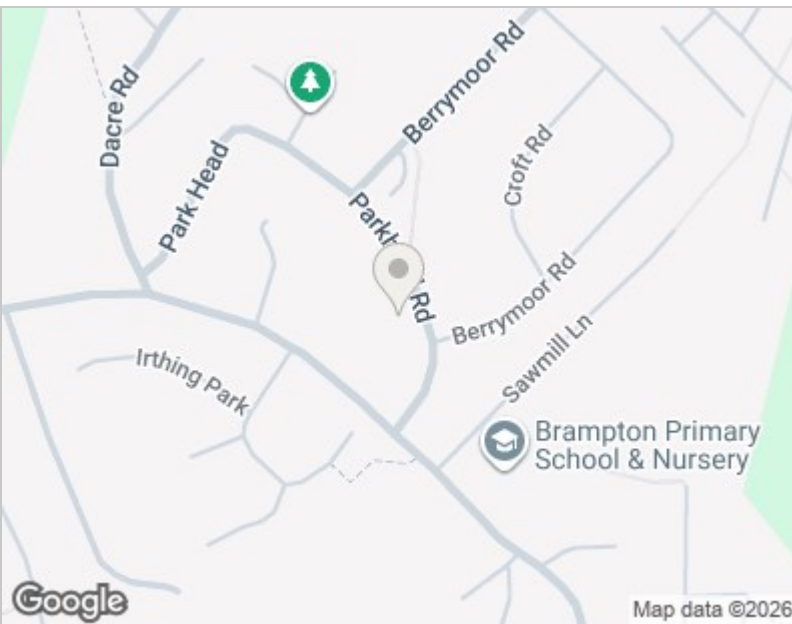 Dacre Rd
Berrymoor Rd
Park Head
Croft Rd
Rd
Berrymoor Rd
Irthing Park
Sawmill Ln
Brampton Primary
School & Nursery
Google
Map data ©2026